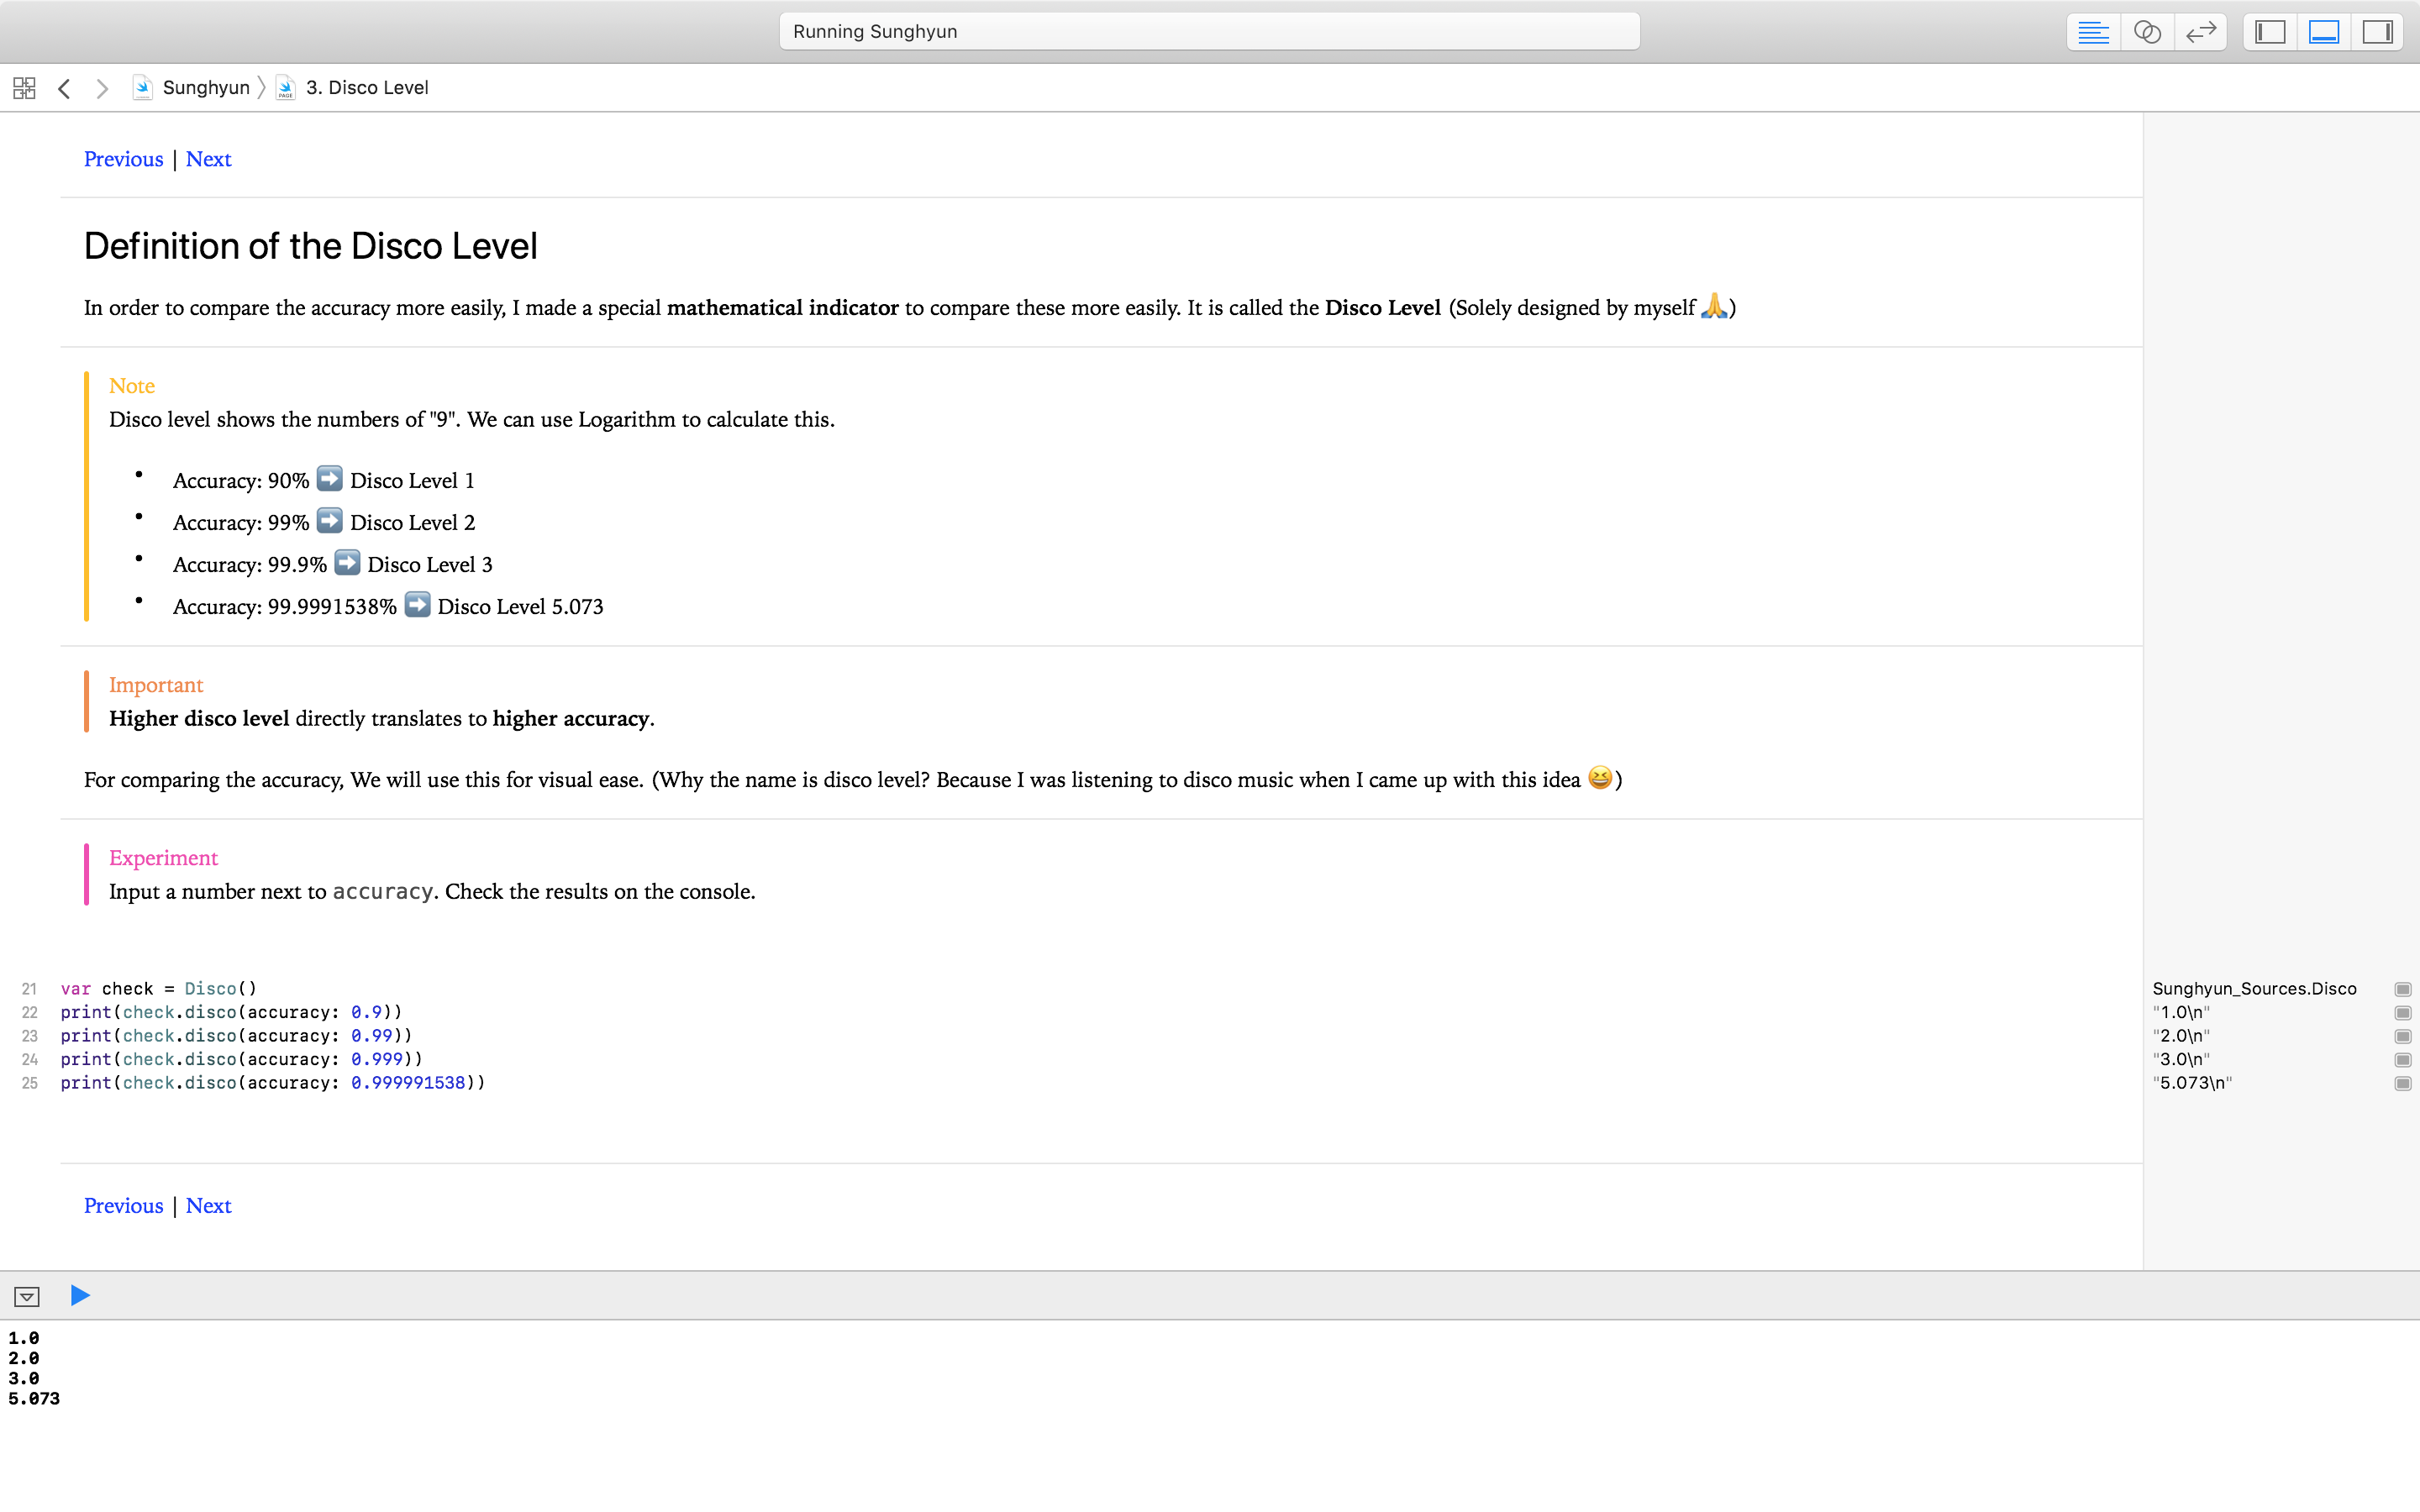 Running Sunghyun
Sunghyun 3. Disco Level
Previous | Next
Definition of the Disco Level
In order to compare the accuracy more easily, I made a special mathematical indicator to compare these more easily. It is called the Disco Level (Solely designed by myself 🙏)
Note
Disco level shows the numbers of "9". We can use Logarithm to calculate this.
• Accuracy: 90% ➡️ Disco Level 1
• Accuracy: 99% ➡️ Disco Level 2
• Accuracy: 99.9% ➡️ Disco Level 3
• Accuracy: 99.9991538% ➡️ Disco Level 5.073
Important
Higher disco level directly translates to higher accuracy.
For comparing the accuracy, We will use this for visual ease. (Why the name is disco level? Because I was listening to disco music when I came up with this idea 😆)
Experiment
Input a number next to accuracy. Check the results on the console.
21 var check = Disco() Sunghyun_Sources.Disco
22 print(check.disco(accuracy: 0.9)) "1.0\n"
23 print(check.disco(accuracy: 0.99)) "2.0\n"
24 print(check.disco(accuracy: 0.999)) "3.0\n"
25 print(check.disco(accuracy: 0.999991538)) "5.073\n"
Previous | Next
1.0
2.0
3.0
5.073